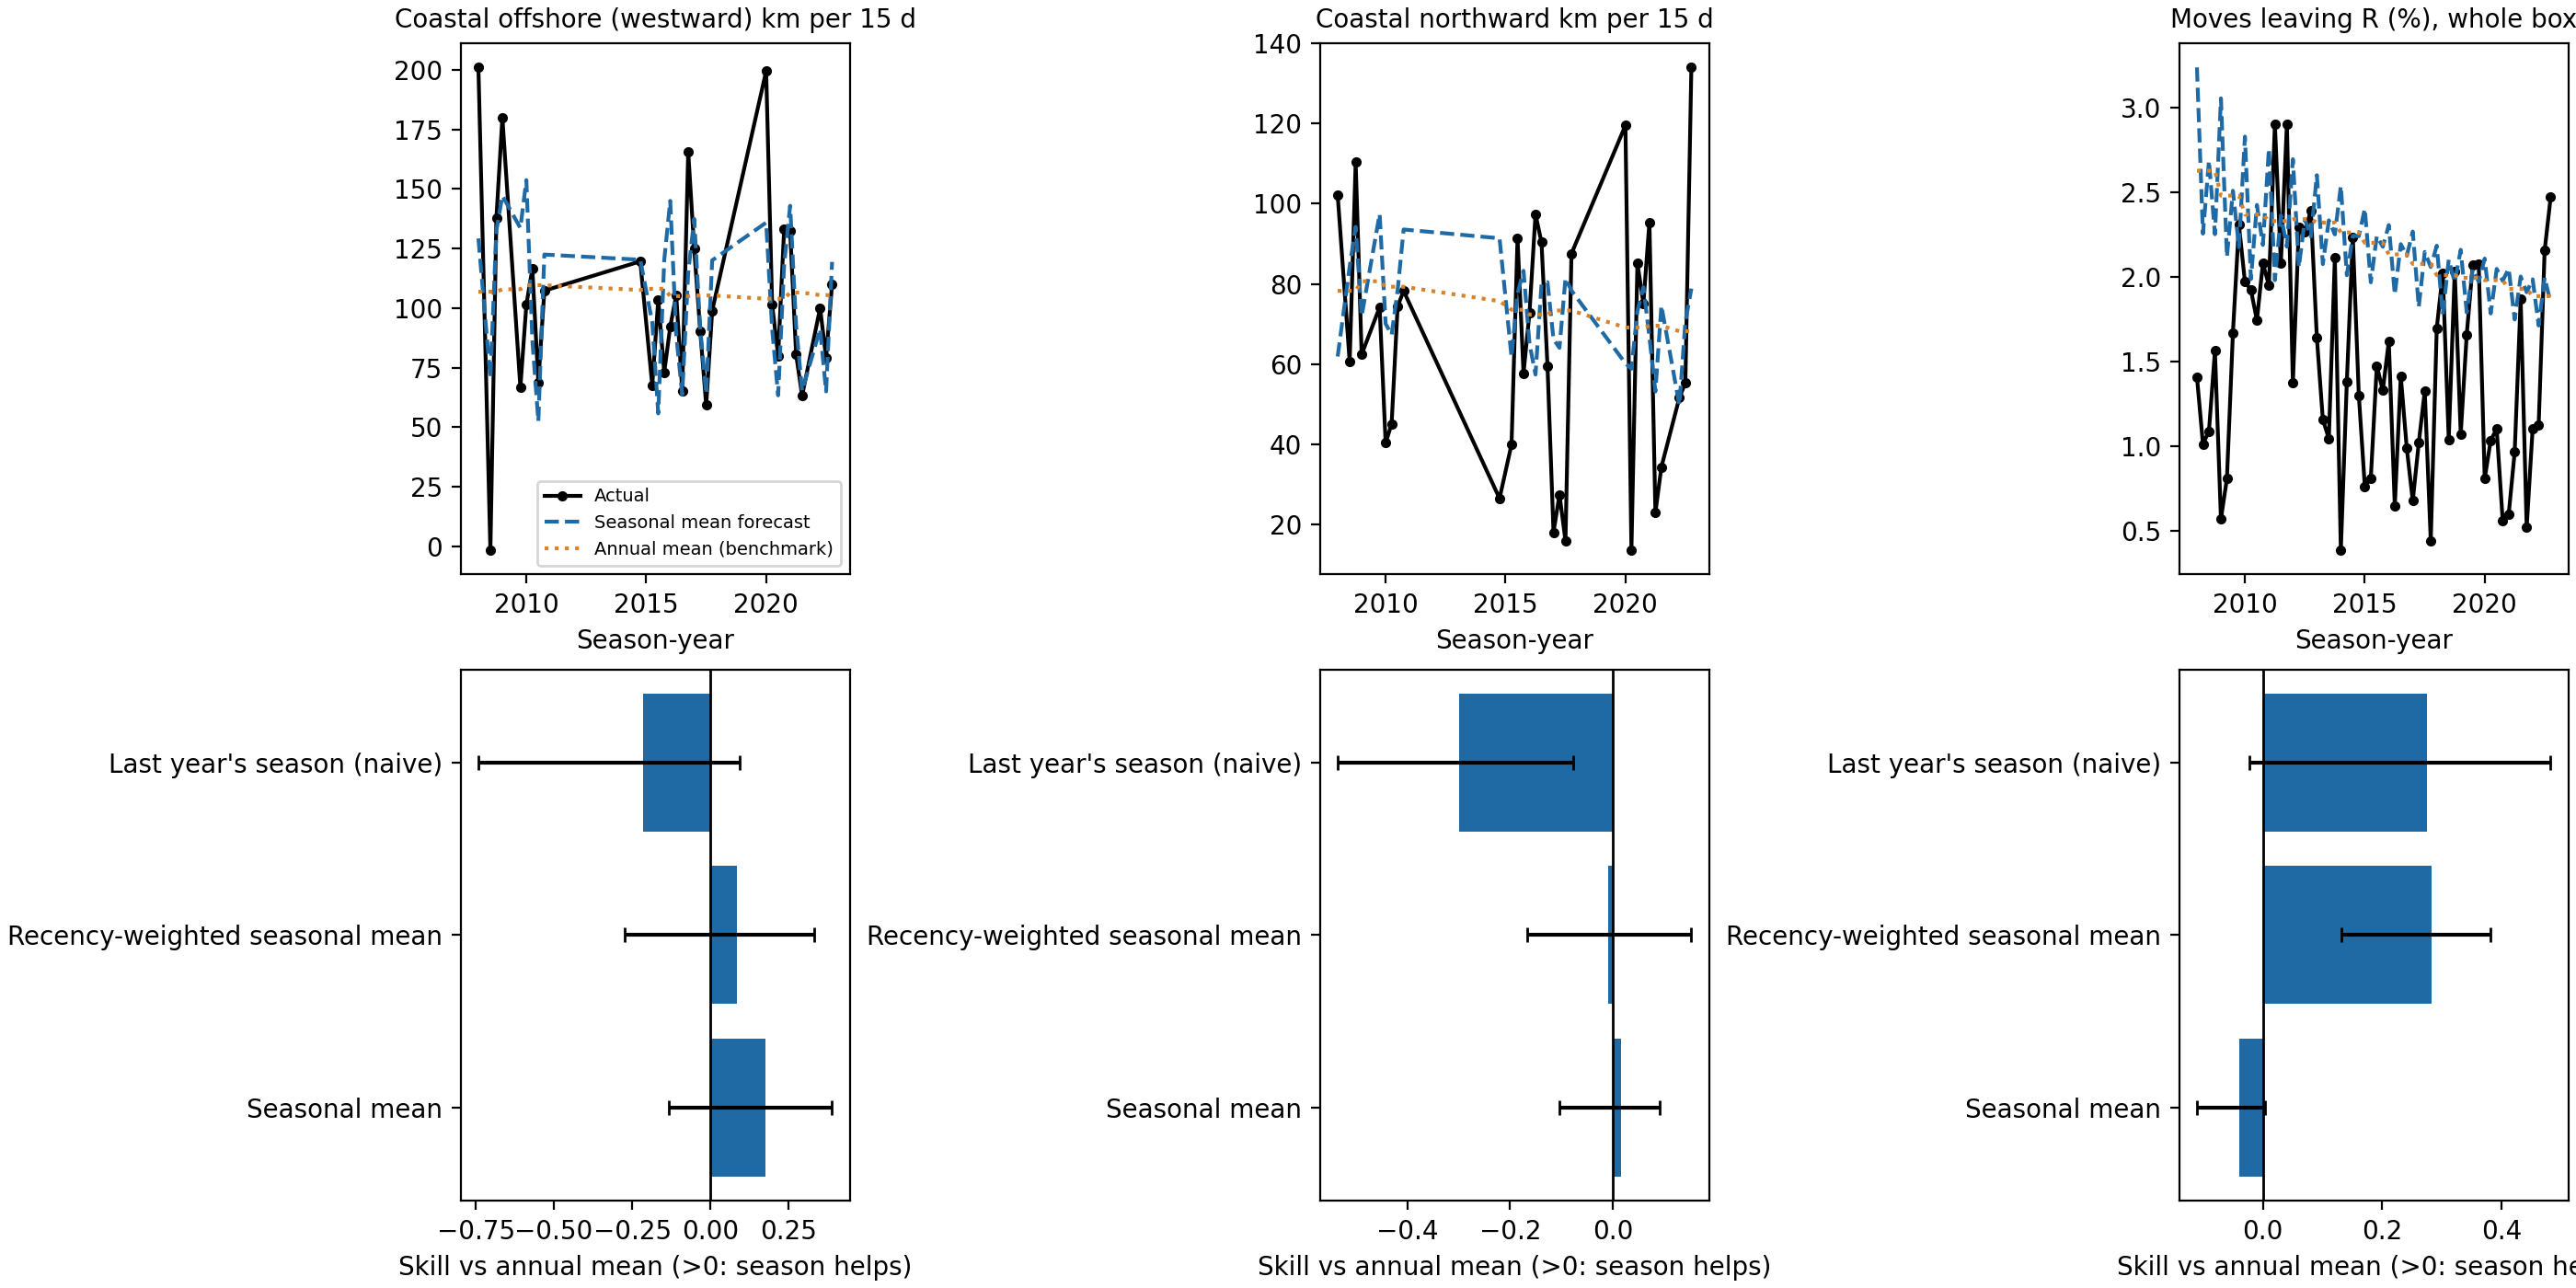 Coastal offshore (westward) km per 15 d
200
175
150
125
100
75
50
25
0
Actual
Seasonal mean forecast
Annual mean (benchmark)
2010
2015
2020
Season-year
Coastal northward km per 15 d
140
120
100
80
60
40
20
2010
2015
2020
Season-year
Moves leaving R (%), whole box
3.0
2.5
2.0
1.5
1.0
0.5
2010
2015
2020
Season-year
Last year's season (naive)
Recency-weighted seasonal mean
Seasonal mean
−0.75
−0.50
−0.25
0.00
0.25
Skill vs annual mean (>0: season helps)
Last year's season (naive)
Recency-weighted seasonal mean
Seasonal mean
−0.4
−0.2
0.0
Skill vs annual mean (>0: season helps)
Last year's season (naive)
Recency-weighted seasonal mean
Seasonal mean
0.0
0.2
0.4
Skill vs annual mean (>0: season